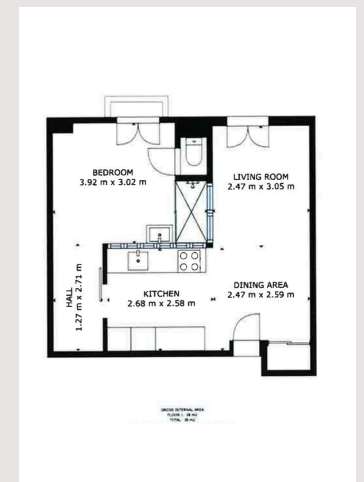 BEDROOM
3.92 m x 3.02 m
LIVING ROOM
2.47 m x 3.05 m
HALL
1.27 m x 2.71 m
KITCHEN
2.68 m x 2.58 m
DINING AREA
2.47 m x 2.59 m
GROSS INTERNAL AREA